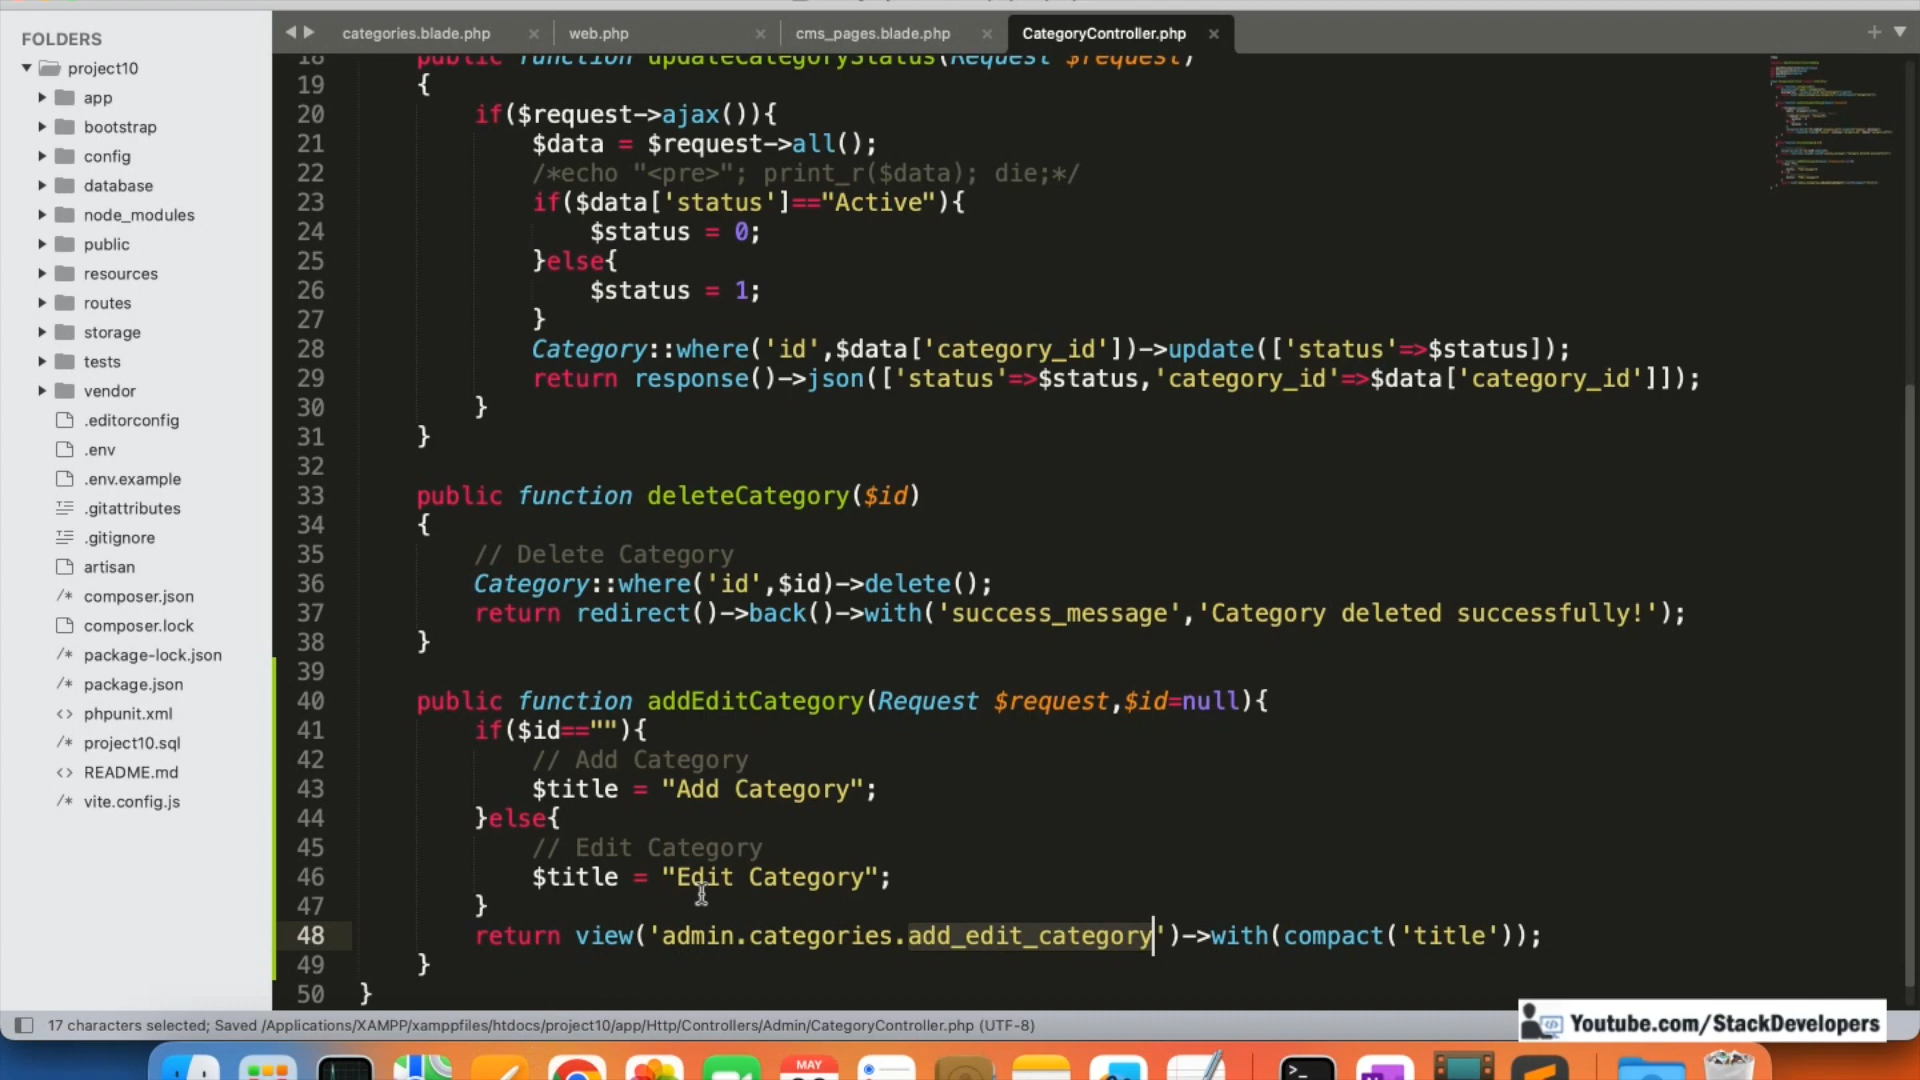 categories.blade.php
web.php
cms_pages.blade.php
CategoryController.php
FOLDERS
project10
app
bootstrap
config
database
node_modules
public
resources
routes
storage
tests
vendor
.editorconfig
.env
.env.example
.gitattributes
.gitignore
artisan
/* composer.json
composer.lock
/* package-lock.json
/* package.json
<> phpunit.xml
/* project10.sql
<> README.md
/* vite.config.js
18 public function updateCategoryStatus(Request $request)
19 {
20 if($request->ajax()){
21 $data = $request->all();
22 /*echo "<pre>"; print_r($data); die;*/
23 if($data['status']=="Active"){
24 $status = 0;
25 }else{
26 $status = 1;
27 }
28 Category::where('id',$data['category_id'])->update(['status'=>$status]);
29 return response()->json(['status'=>$status,'category_id'=>$data['category_id']]);
30 }
31 }
32
33 public function deleteCategory($id)
34 {
35 // Delete Category
36 Category::where('id',$id)->delete();
37 return redirect()->back()->with('success_message','Category deleted successfully!');
38 }
39
40 public function addEditCategory(Request $request,$id=null){
41 if($id==""){
42 // Add Category
43 $title = "Add Category";
44 }else{
45 // Edit Category
46 $title = "Edit Category";
47 }
48 return view('admin.categories.add_edit_category')->with(compact('title'));
49 }
50 }
17 characters selected; Saved /Applications/XAMPP/xamppfiles/htdocs/project10/app/Http/Controllers/Admin/CategoryController.php (UTF-8)
Youtube.com/StackDevelopers
MAY